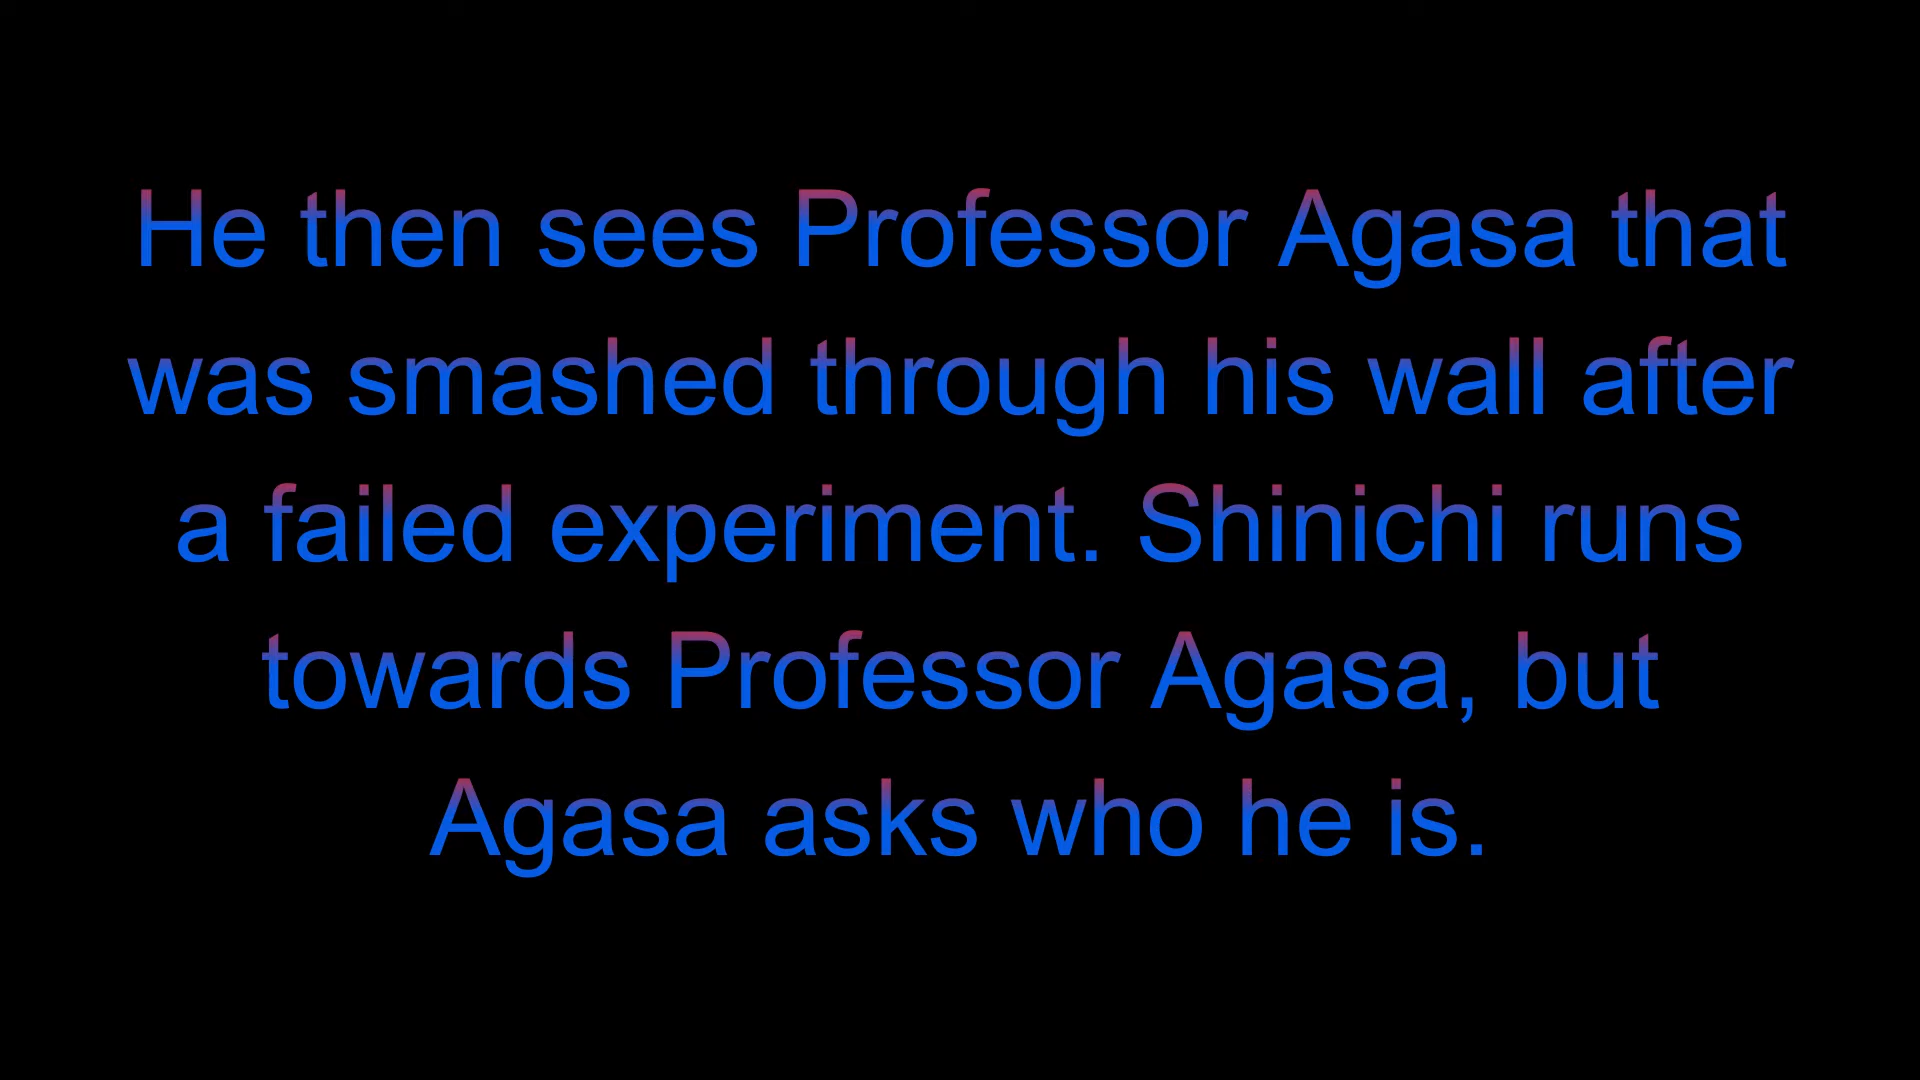 He then sees Professor Agasa that
was smashed through his wall after
a failed experiment. Shinichi runs
towards Professor Agasa, but
Agasa asks who he is.